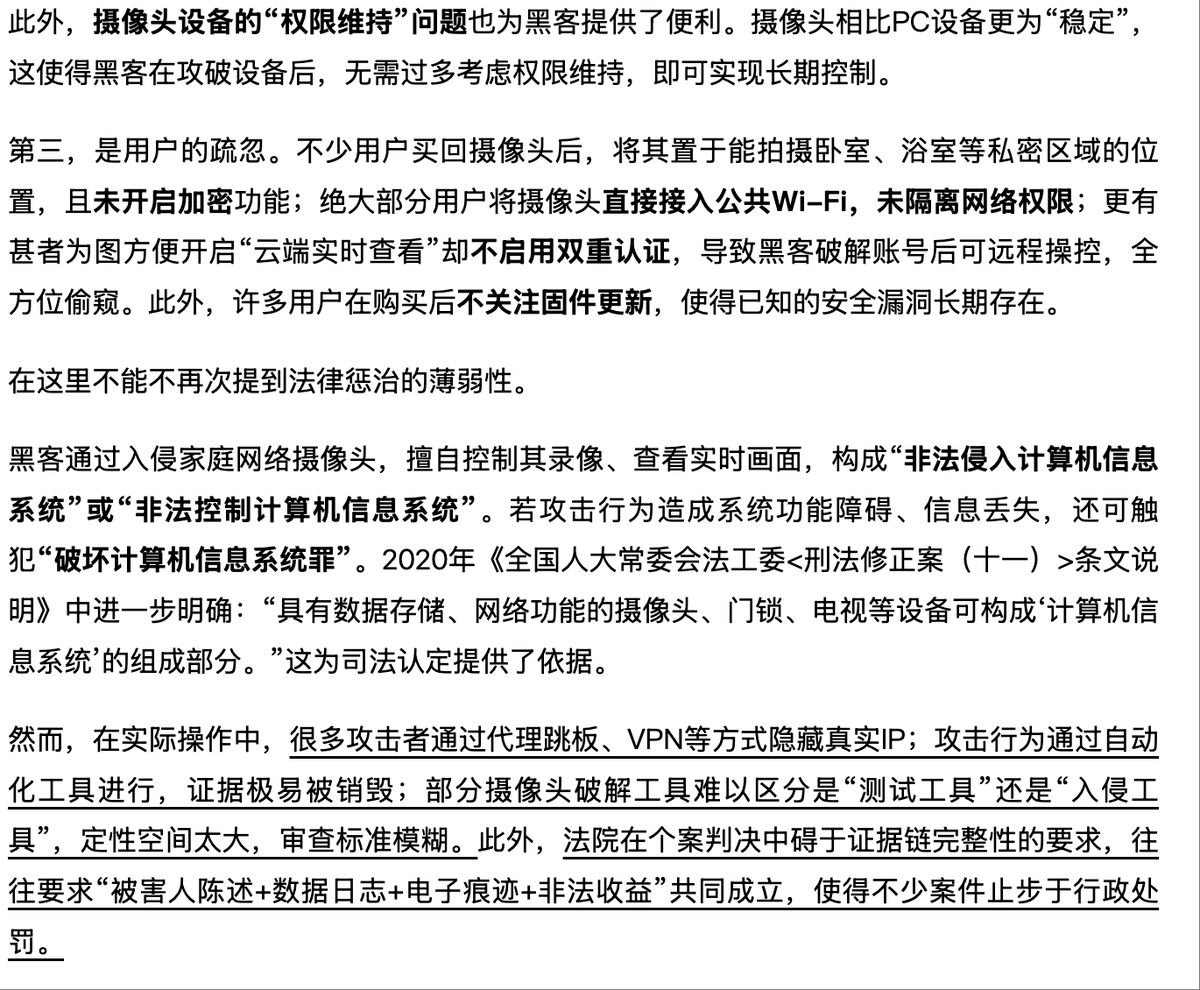 此外，摄像头设备的“权限维持”问题也为黑客提供了便利。摄像头相比PC设备更为“稳定”，
这使得黑客在攻破设备后，无需过多考虑权限维持，即可实现长期控制。
第三，是用户的疏忽。不少用户买回摄像头后，将其置于能拍摄卧室、浴室等私密区域的位
置，且未开启加密功能；绝大部分用户将摄像头直接接入公共Wi-Fi，未隔离网络权限；更有
甚者为图方便开启“云端实时查看”却不启用双重认证，导致黑客破解账号后可远程操控，全
方位偷窥。此外，许多用户在购买后不关注固件更新，使得已知的安全漏洞长期存在。
在这里不能不再次提到法律惩治的薄弱性。
黑客通过入侵家庭网络摄像头，擅自控制其录像、查看实时画面，构成“非法侵入计算机信息
系统”或“非法控制计算机信息系统”。若攻击行为造成系统功能障碍、信息丢失，还可触
犯“破坏计算机信息系统罪”。2020年《全国人大常委会法工委<刑法修正案（十一）>条文说
明》中进一步明确：“具有数据存储、网络功能的摄像头、门锁、电视等设备可构成‘计算机信
息系统’的组成部分。”这为司法认定提供了依据。
然而，在实际操作中，很多攻击者通过代理跳板、VPN等方式隐藏真实IP；攻击行为通过自动
化工具进行，证据极易被销毁；部分摄像头破解工具难以区分是“测试工具”还是“入侵工
具”，定性空间太大，审查标准模糊。此外，法院在个案判决中碍于证据链完整性的要求，往
往要求“被害人陈述+数据日志+电子痕迹+非法收益”共同成立，使得不少案件止步于行政处
罚。